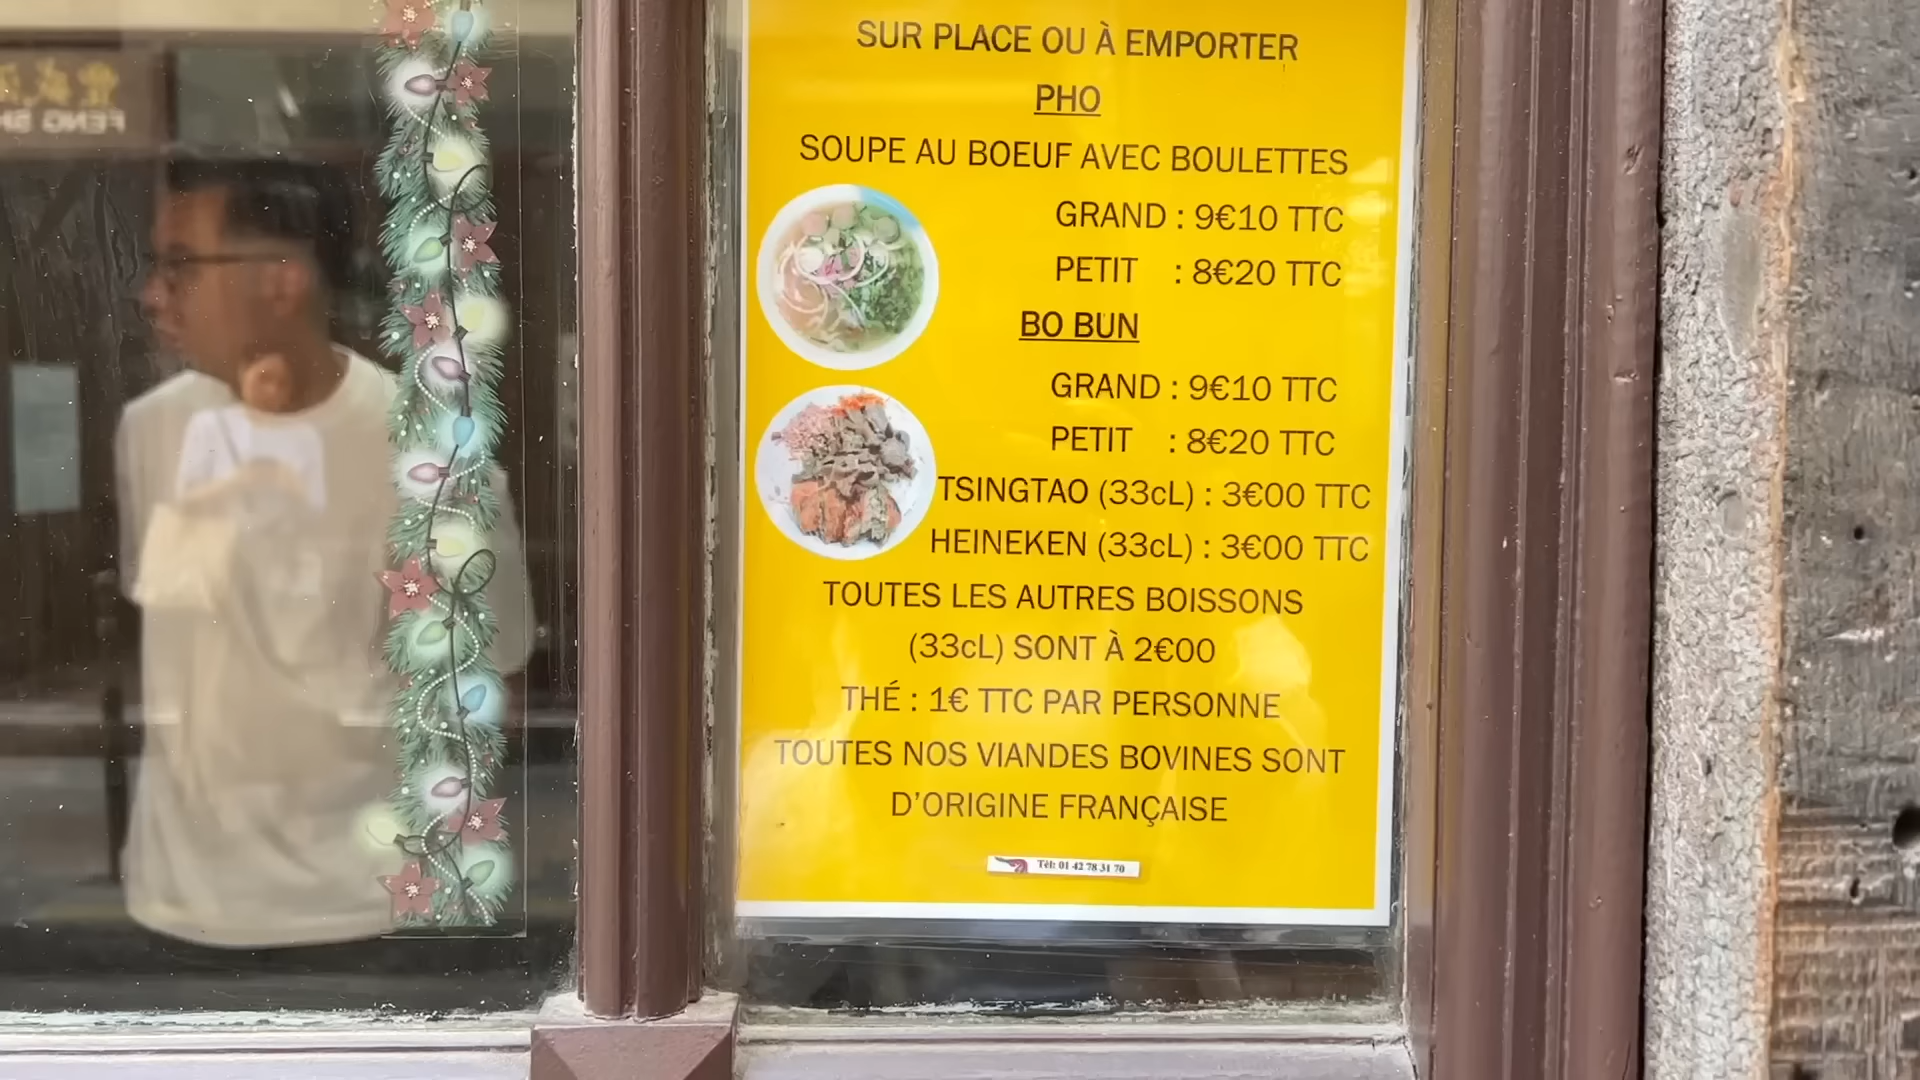 SUR PLACE OU À EMPORTER
PHO
SOUPE AU BOEUF AVEC BOULETTES
GRAND : 9€10 TTC
PETIT : 8€20 TTC
BO BUN
GRAND : 9€10 TTC
PETIT : 8€20 TTC
TSINGTAO (33cL) : 3€00 TTC
HEINEKEN (33cL) : 3€00 TTC
TOUTES LES AUTRES BOISSONS
(33cL) SONT À 2€00
THÉ : 1€ TTC PAR PERSONNE
TOUTES NOS VIANDES BOVINES SONT
D'ORIGINE FRANÇAISE
Tél: 01 42 78 31 70
FENG